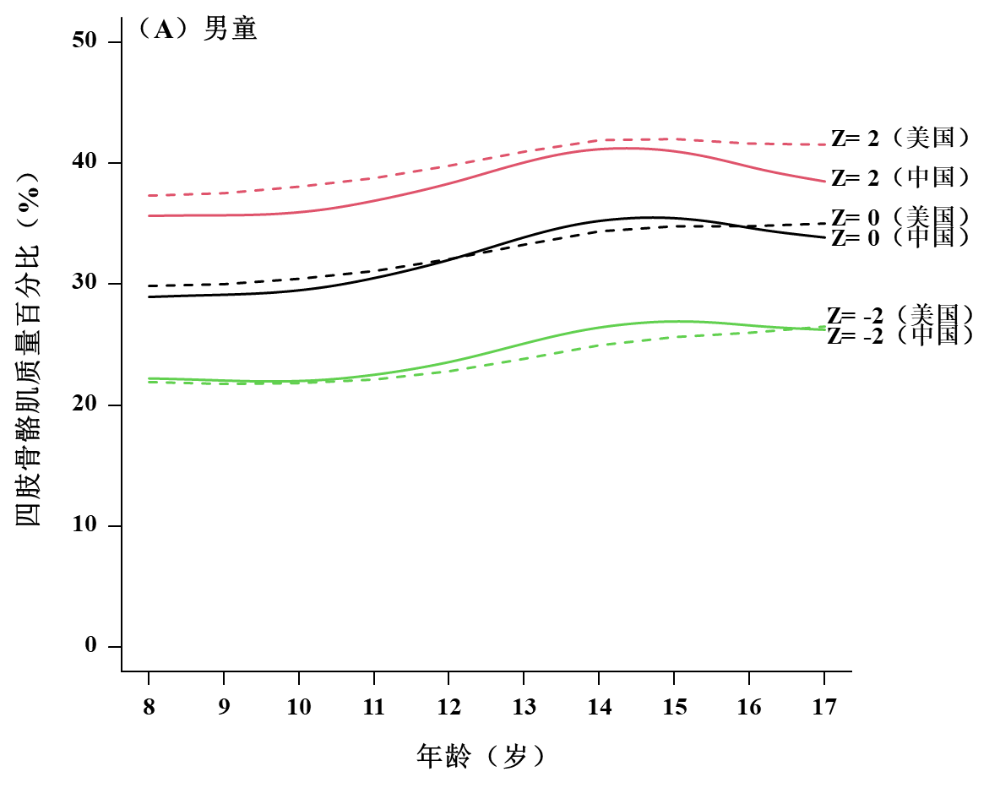 （A）男童
四肢骨骼肌质量百分比（%）
50
40
30
20
10
0
Z= 2（美国）
Z= 2（中国）
Z= 0（美国）
Z= 0（中国）
Z= -2（美国）
Z= -2（中国）
8 9 10 11 12 13 14 15 16 17
年龄（岁）